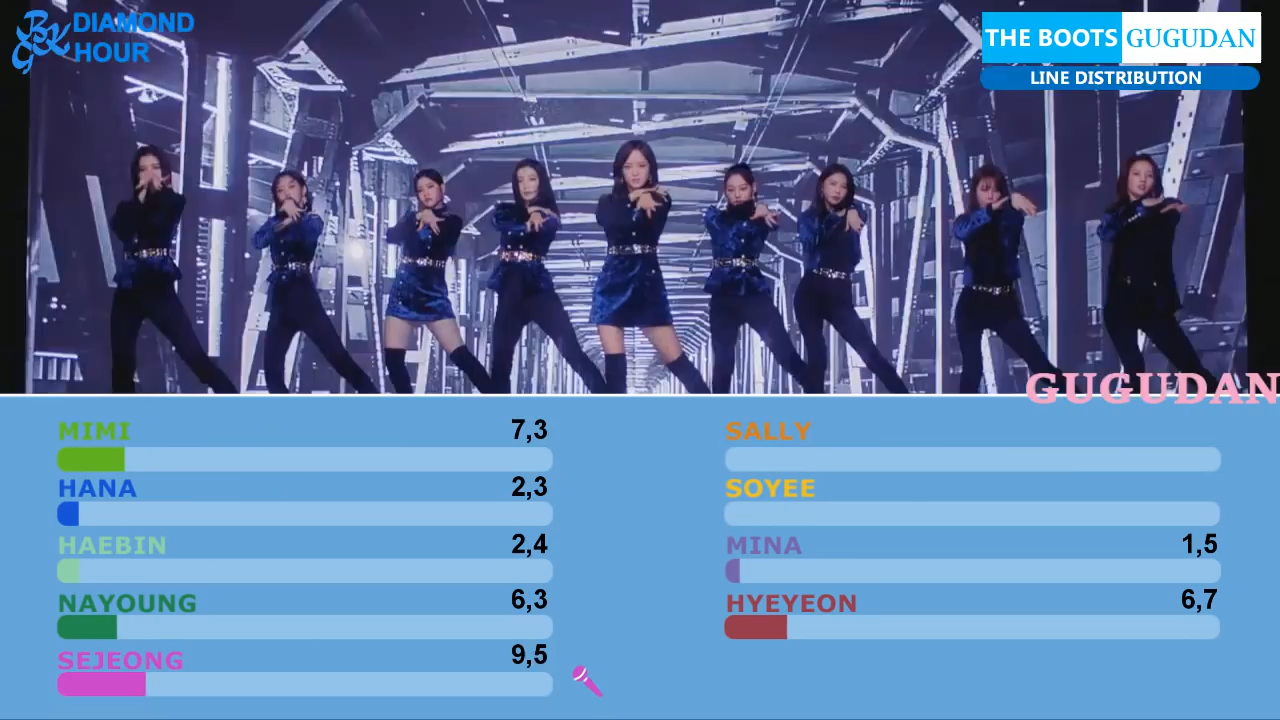 DIAMOND
HOUR
THE BOOTS GUGUDAN
LINE DISTRIBUTION
GUGUDAN
MIMI 7,3
HANA 2,3
HAEBIN 2,4
NAYOUNG 6,3
SEJEONG 9,5
SALLY
SOYEE
MINA 1,5
HYEYEON 6,7